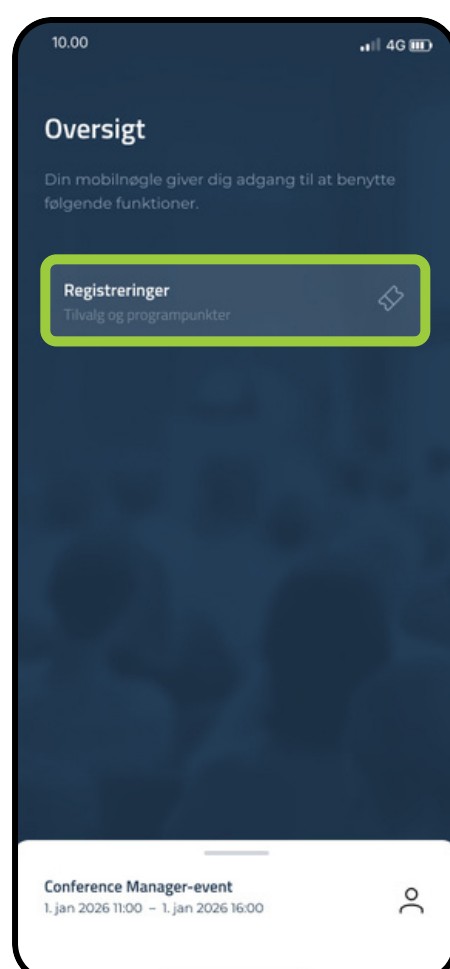 10.00
4G
Oversigt
Din mobilnøgle giver dig adgang til at benytte
følgende funktioner.
Registreringer
Tilvalg og programpunkter
Conference Manager-event
1. jan 2026 11:00 – 1. jan 2026 16:00